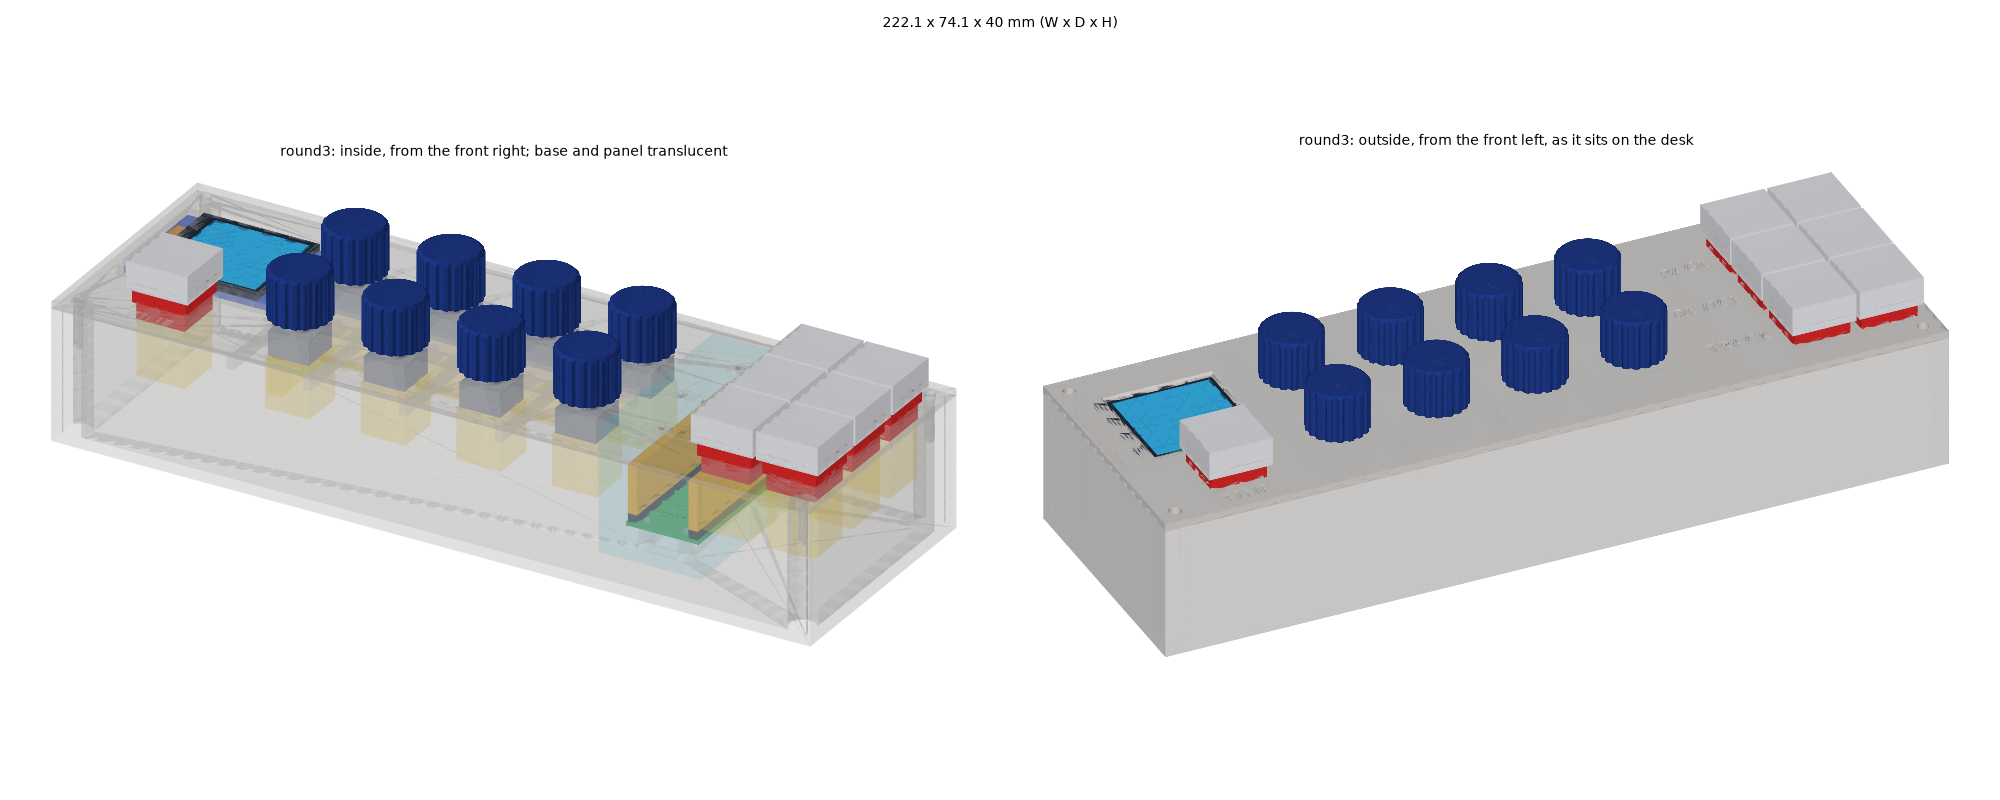 222.1 x 74.1 x 40 mm (W x D x H)
round3: inside, from the front right; base and panel translucent
round3: outside, from the front left, as it sits on the desk